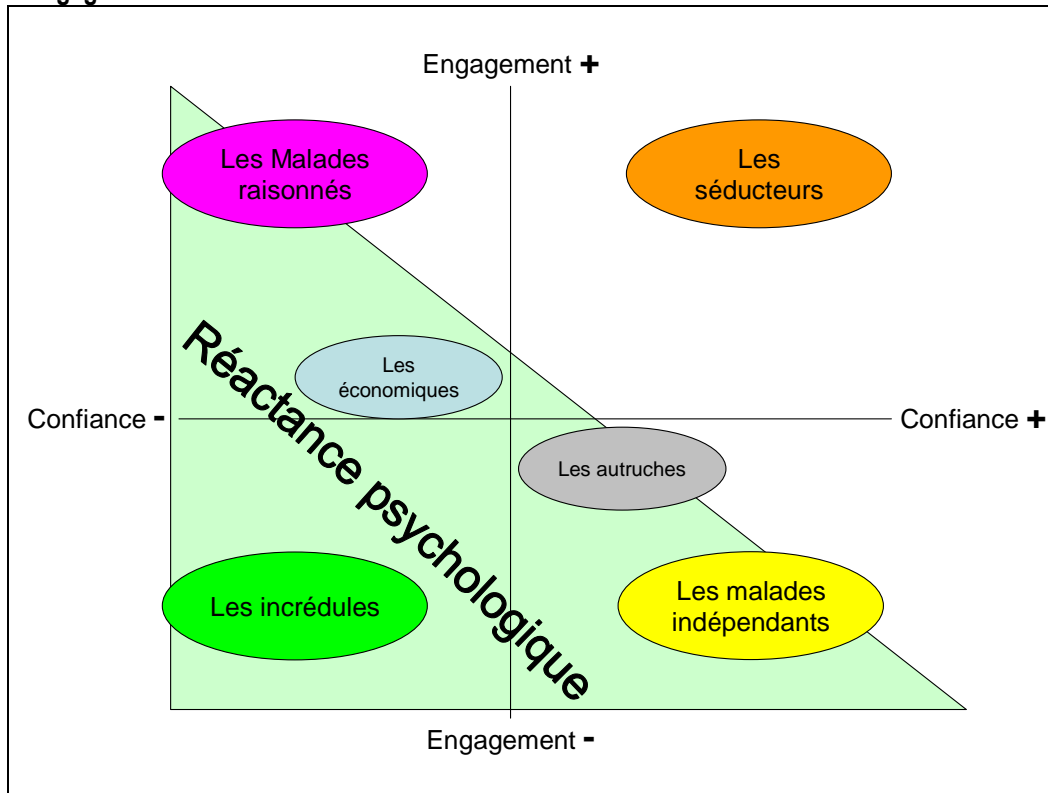 Engagement +
Les Malades
raisonnés
Les
séducteurs
Réactance psychologique
Les
économiques
Confiance -
Confiance +
Les autruches
Les incrédules
Les malades
indépendants
Engagement -